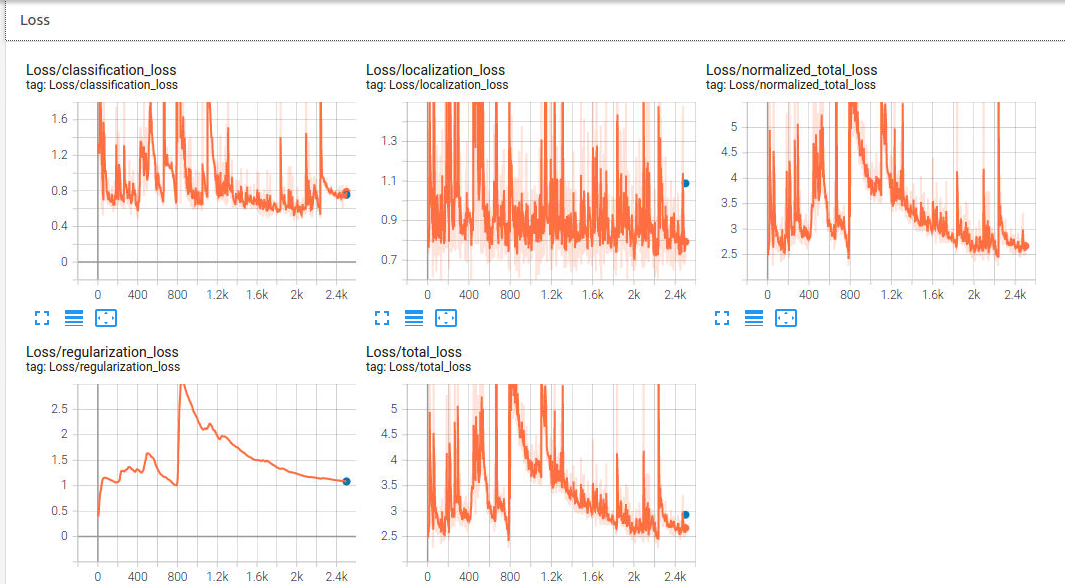 Loss
Loss/classification_loss
tag: Loss/classification_loss
1.6
1.2
0.8
0.4
0
0 400 800 1.2k 1.6k 2k 2.4k
Loss/localization_loss
tag: Loss/localization_loss
1.3
1.1
0.9
0.7
0 400 800 1.2k 1.6k 2k 2.4k
Loss/normalized_total_loss
tag: Loss/normalized_total_loss
5
4.5
4
3.5
3
2.5
0 400 800 1.2k 1.6k 2k 2.4k
Loss/regularization_loss
tag: Loss/regularization_loss
2.5
2
1.5
1
0.5
0
0 400 800 1.2k 1.6k 2k 2.4k
Loss/total_loss
tag: Loss/total_loss
5
4.5
4
3.5
3
2.5
0 400 800 1.2k 1.6k 2k 2.4k